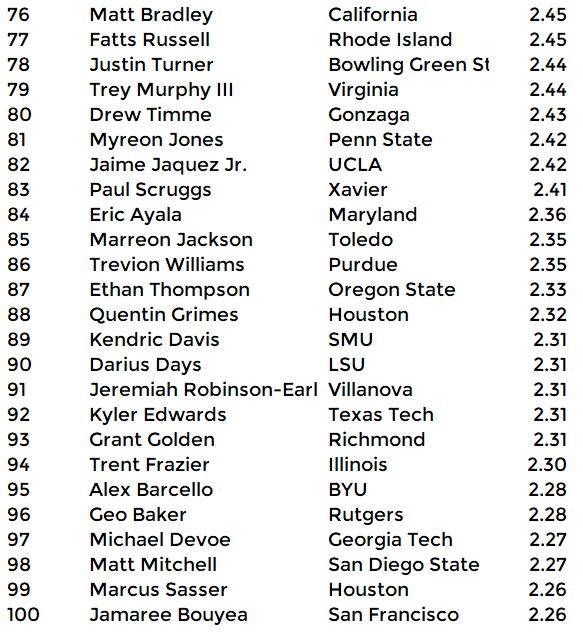 76 Matt Bradley California 2.45
77 Fatts Russell Rhode Island 2.45
78 Justin Turner Bowling Green St 2.44
79 Trey Murphy III Virginia 2.44
80 Drew Timme Gonzaga 2.43
81 Myreon Jones Penn State 2.42
82 Jaime Jaquez Jr. UCLA 2.42
83 Paul Scruggs Xavier 2.41
84 Eric Ayala Maryland 2.36
85 Marreon Jackson Toledo 2.35
86 Trevion Williams Purdue 2.35
87 Ethan Thompson Oregon State 2.33
88 Quentin Grimes Houston 2.32
89 Kendric Davis SMU 2.31
90 Darius Days LSU 2.31
91 Jeremiah Robinson-Earl Villanova 2.31
92 Kyler Edwards Texas Tech 2.31
93 Grant Golden Richmond 2.31
94 Trent Frazier Illinois 2.30
95 Alex Barcello BYU 2.28
96 Geo Baker Rutgers 2.28
97 Michael Devoe Georgia Tech 2.27
98 Matt Mitchell San Diego State 2.27
99 Marcus Sasser Houston 2.26
100 Jamaree Bouyea San Francisco 2.26